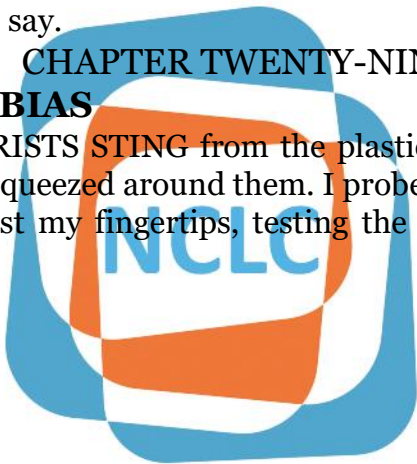 say.
CHAPTER TWENTY-NIN
BIAS
RISTS STING from the plastic
queezed around them. I probe
st my fingertips, testing the
NCLC